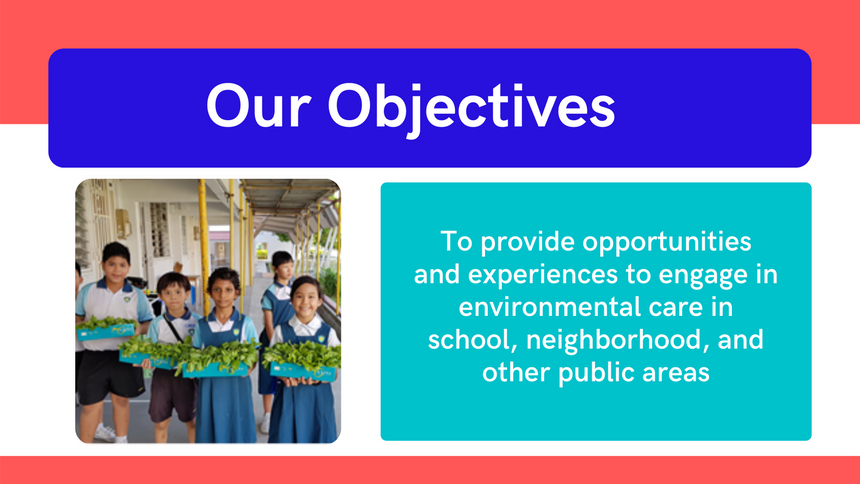 Our Objectives
To provide opportunities
and experiences to engage in
environmental care in
school, neighborhood, and
other public areas